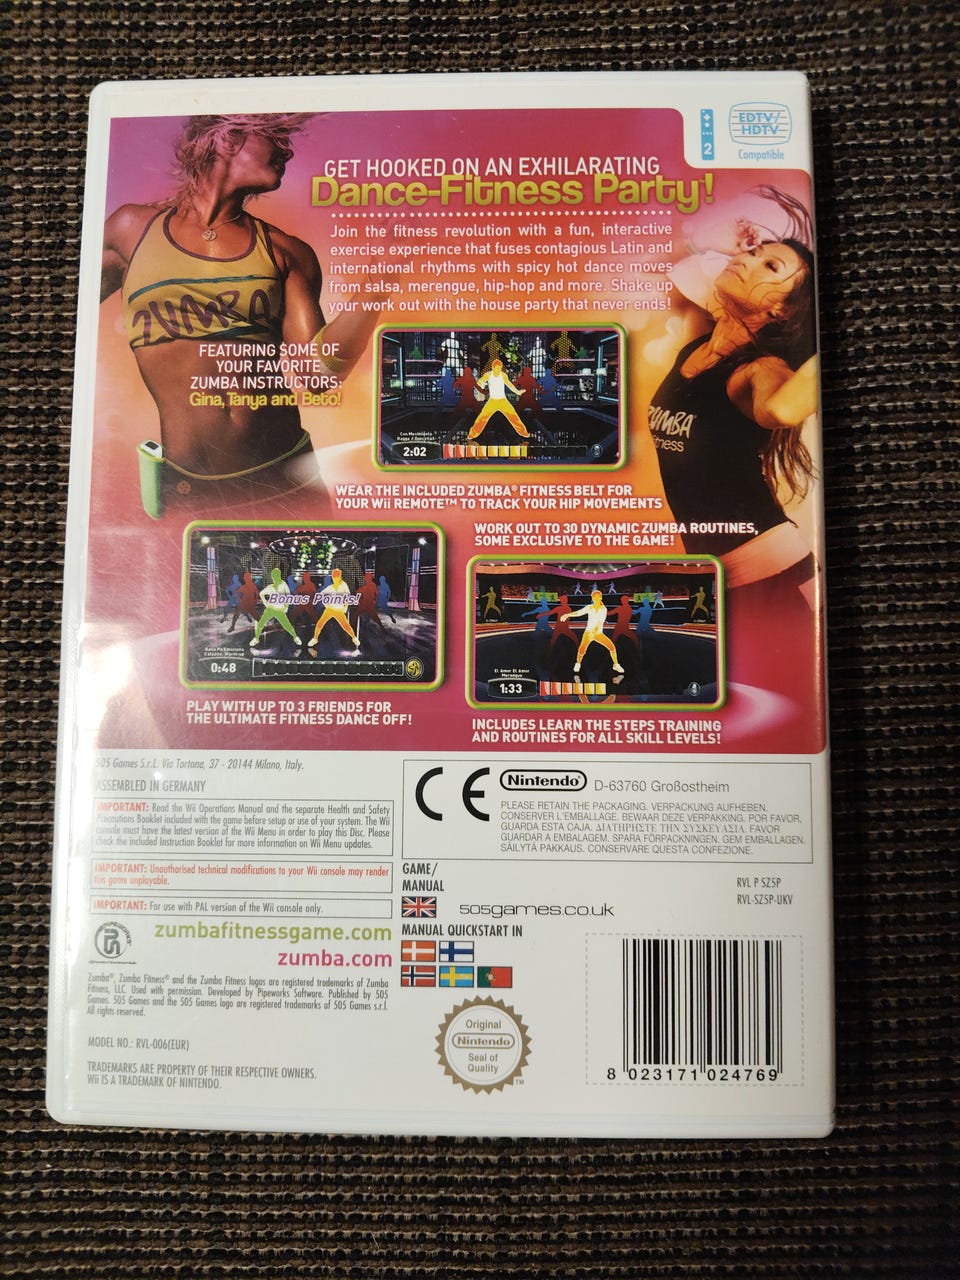 EDTV/
HDTV
2
Compatible
GET HOOKED ON AN EXHILARATING
Dance-Fitness Party!
Join the fitness revolution with a fun, interactive
exercise experience that fuses contagious Latin and
international rhythms with spicy hot dance moves
from salsa, merengue, hip-hop and more. Shake up
your work out with the house party that never ends!
ZUMBA
FEATURING SOME OF
YOUR FAVORITE
ZUMBA INSTRUCTORS:
Gina, Tanya and Beto!
ZUMBA
fitness
2:02
WEAR THE INCLUDED ZUMBA® FITNESS BELT FOR
YOUR Wii REMOTE™ TO TRACK YOUR HIP MOVEMENTS
WORK OUT TO 30 DYNAMIC ZUMBA ROUTINES,
SOME EXCLUSIVE TO THE GAME!
Bonus Points!
Calypso, Warm-up
0:48
El Amor El Amor
Merengue
1:33
PLAY WITH UP TO 3 FRIENDS FOR
THE ULTIMATE FITNESS DANCE OFF!
INCLUDES LEARN THE STEPS TRAINING
AND ROUTINES FOR ALL SKILL LEVELS!
505 Games S.r.L. Via Tortona, 37 - 20144 Milano, Italy.
ASSEMBLED IN GERMANY
IMPORTANT: Read the Wii Operations Manual and the separate Health and Safety
Precautions Booklet included with the game before setup or use of your system. The Wii
console must have the latest version of the Wii Menu in order to play this Disc. Please
check the included Instruction Booklet for more information on Wii Menu updates.
IMPORTANT: Unauthorised technical modifications to your Wii console may render
this game unplayable.
IMPORTANT: For use with PAL version of the Wii console only.
zumbafitnessgame.com
zumba.com
Zumba®, Zumba Fitness® and the Zumba Fitness logos are registered trademarks of Zumba
Fitness, LLC. Used with permission. Developed by Pipeworks Software. Published by 505
Games. 505 Games and the 505 Games logo are registered trademarks of 505 Games s.r.l.
All rights reserved.
MODEL NO.: RVL-006(EUR)
TRADEMARKS ARE PROPERTY OF THEIR RESPECTIVE OWNERS.
Wii IS A TRADEMARK OF NINTENDO.
CE
Nintendo®
D-63760 Großostheim
PLEASE RETAIN THE PACKAGING. VERPACKUNG AUFHEBEN.
CONSERVER L'EMBALLAGE. BEWAAR DEZE VERPAKKING. POR FAVOR,
GUARDA ESTA CAJA. ΔΙΑΤΗΡΗΣΤΕ ΤΗΝ ΣΥΣΚΕΥΑΣΙΑ. FAVOR
GUARDAR A EMBALAGEM. SPARA FÖRPACKNINGEN. GEM EMBALLAGEN.
SÄILYTÄ PAKKAUS. CONSERVARE QUESTA CONFEZIONE.
GAME/
MANUAL
505games.co.uk
MANUAL QUICKSTART IN
RVL P SZ5P
RVL-SZ5P-UKV
Original
Nintendo
Seal of
Quality
™
8 023171 024769